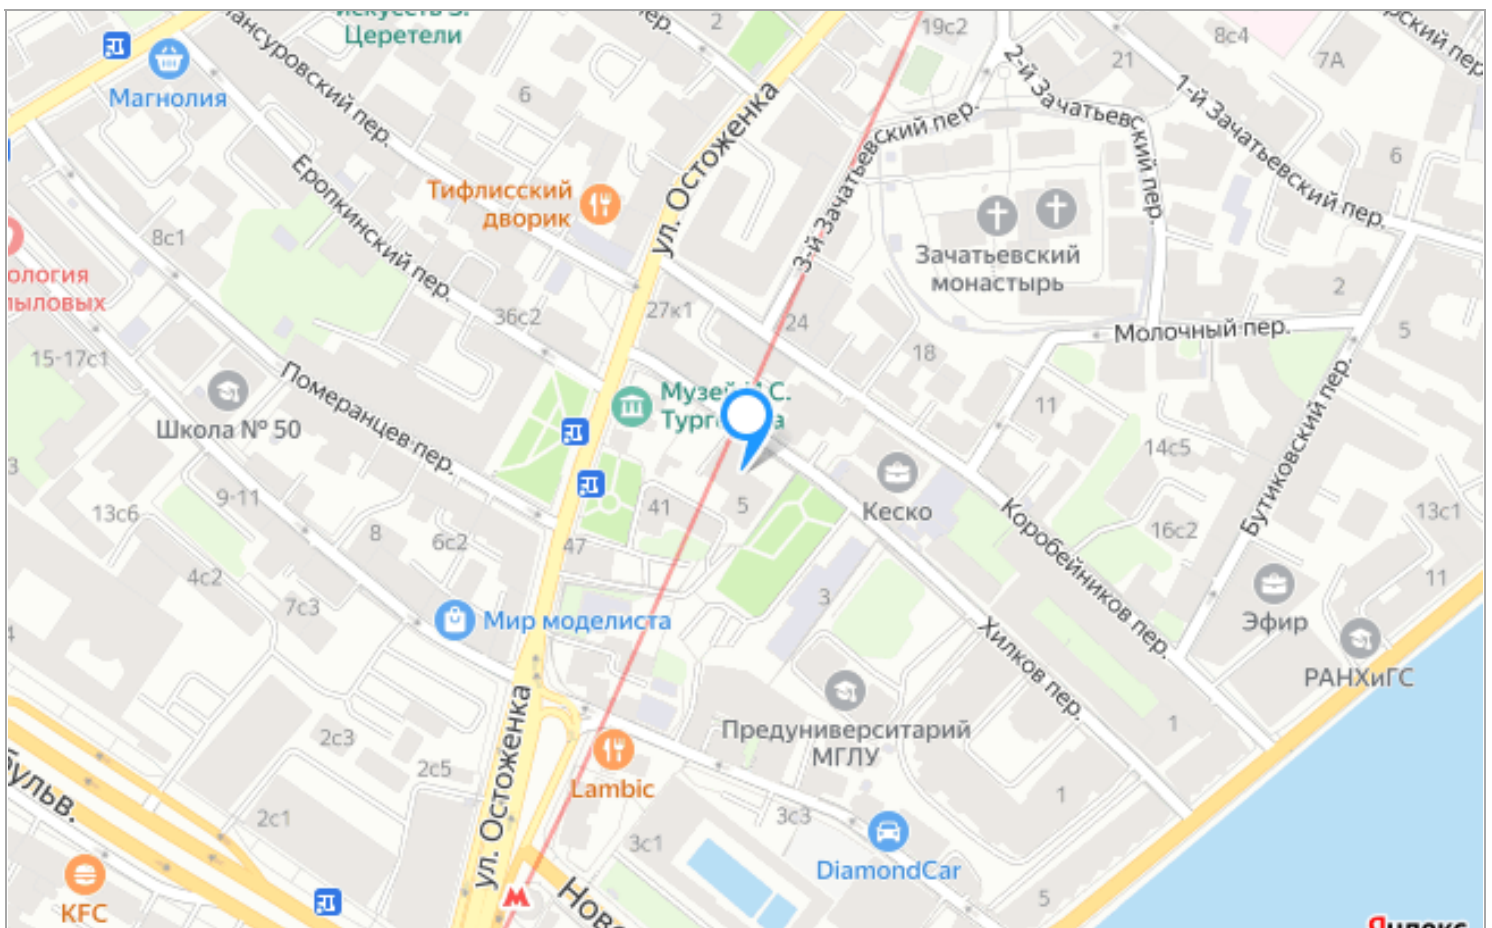 искусств З.
Церетели
пер.
2
19с2
8с4
7А
21
2-й Зачатьевский пер.
1-й Зачатьевский пер.
Магнолия
6
ул. Остоженка
3-й Зачатьевский пер.
6
Еропкинский пер.
Тифлисский
дворик
8с1
Зачатьевский
монастырь
27к1
36с2
24
2
5
18
Молочный пер.
15-17с1
Померанцев пер.
Школа № 50
Музей И.С.
11
14с5
Бутиковский пер.
9-11
13с6
8
6с2
41
5
47
Кеско
Коробейников пер.
16с2
13с1
11
4с2
7с3
3
Мир моделиста
Хилков пер.
Эфир
РАНХиГС
Предуниверситарий
МГЛУ
1
2с3
2с5
ул. Остоженка
Lambic
2с1
3с1
3с3
1
DiamondCar
KFC
5
Яндекс